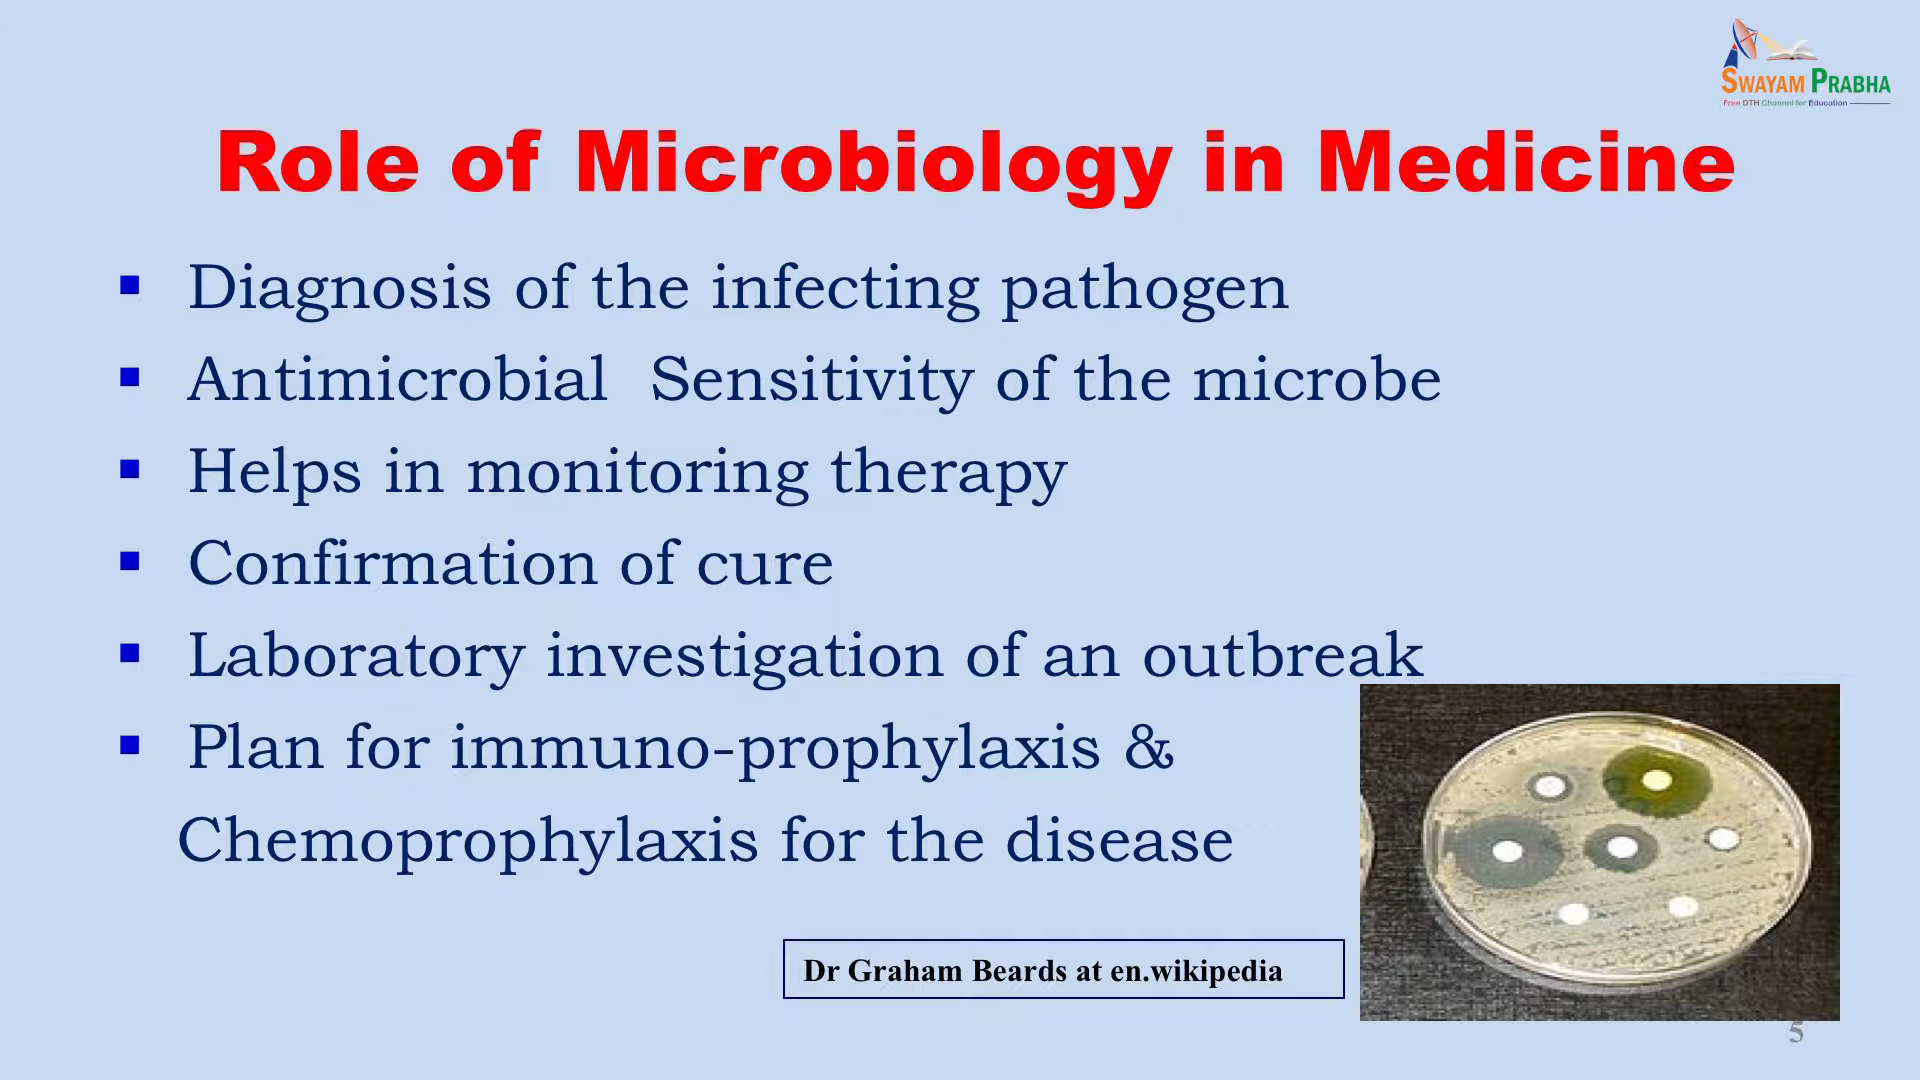 SWAYAM PRABHA
Free DTH Channel for Education
Role of Microbiology in Medicine
▪ Diagnosis of the infecting pathogen
▪ Antimicrobial Sensitivity of the microbe
▪ Helps in monitoring therapy
▪ Confirmation of cure
▪ Laboratory investigation of an outbreak
▪ Plan for immuno-prophylaxis &
Chemoprophylaxis for the disease
Dr Graham Beards at en.wikipedia
5